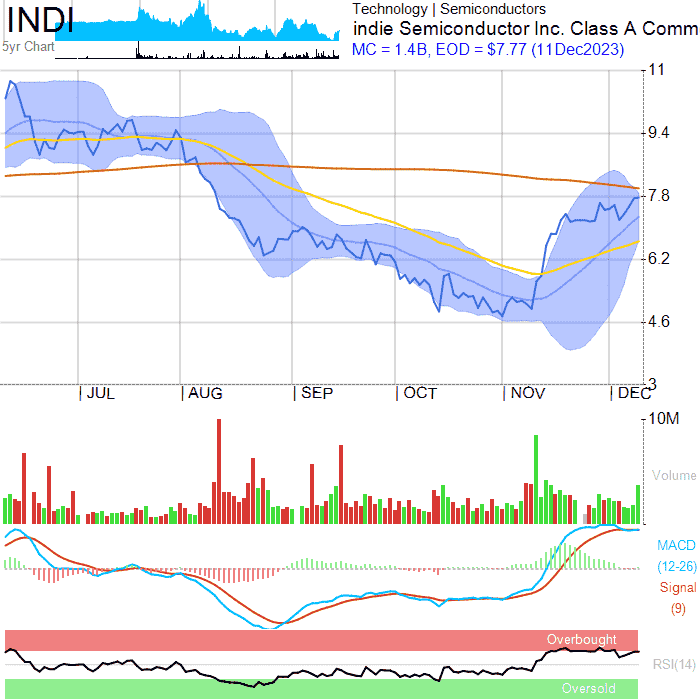 INDI
5yr Chart
Technology | Semiconductors
indie Semiconductor Inc. Class A Comm
MC = 1.4B, EOD = $7.77 (11Dec2023)
11
9.4
7.8
6.2
4.6
3
| JUL | AUG | SEP | OCT | NOV | DEC
10M
Volume
MACD
(12-26)
Signal
(9)
Overbought
RSI(14)
Oversold